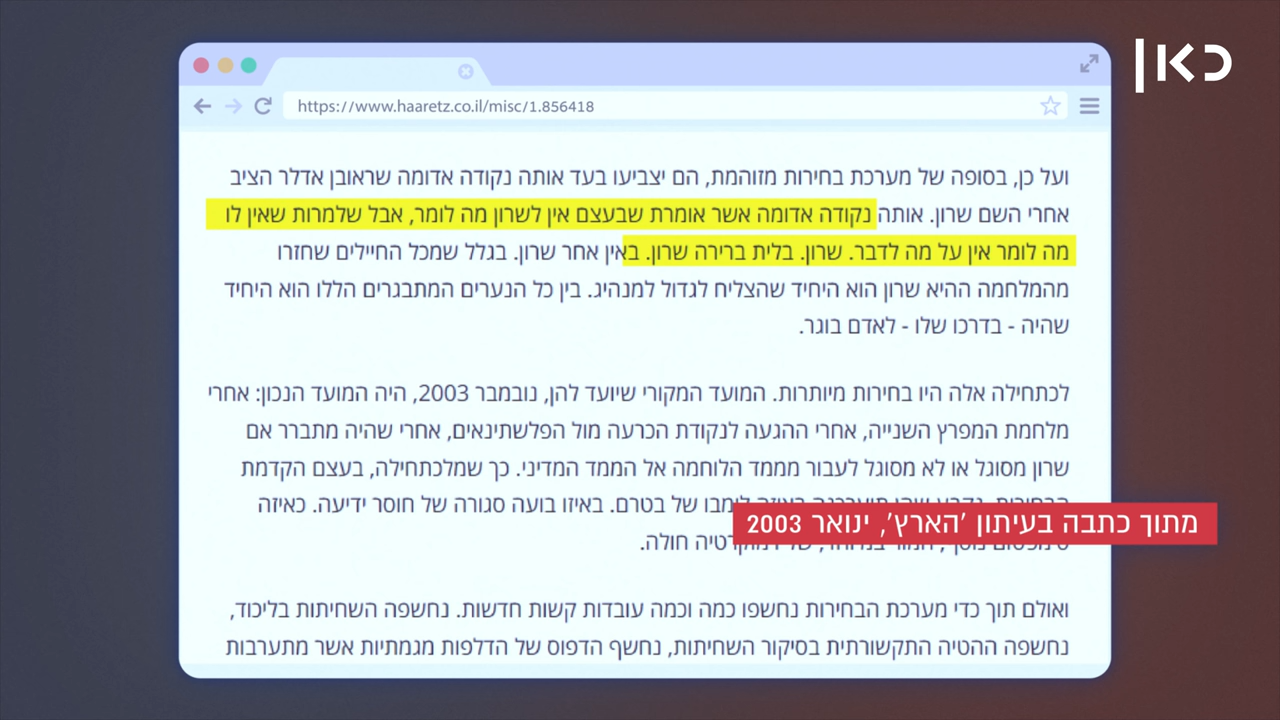 כאן
https://www.haaretz.co.il/misc/1.856418
ועל כן, בסופה של מערכת בחירות מזוהמת, הם יצביעו בעד אותה נקודה אדומה שראובן אדלר הציב
אחרי השם שרון. אותה נקודה אדומה אשר אומרת שבעצם אין לשרון מה לומר, אבל שלמרות שאין לו
מה לומר אין על מה לדבר. שרון. בלית ברירה שרון. באין אחר שרון. בגלל שמכל החיילים שחזרו
מהמלחמה ההיא שרון הוא היחיד שהצליח לגדול למנהיג. בין כל הנערים המתבגרים הללו הוא היחיד
שהיה - בדרכו שלו - לאדם בוגר.
לכתחילה אלה היו בחירות מיותרות. המועד המקורי שיועד להן, נובמבר 2003, היה המועד הנכון: אחרי
מלחמת המפרץ השנייה, אחרי ההגעה לנקודת הכרעה מול הפלשתינאים, אחרי שהיה מתברר אם
שרון מסוגל או לא מסוגל לעבור מממד הלוחמה אל הממד המדיני. כך שמלכתחילה, בעצם הקדמת
של בטרם. באיזו בועה סגורה של חוסר ידיעה. כאיזה
חולה.
מתוך כתבה בעיתון 'הארץ', ינואר 2003
ואולם תוך כדי מערכת הבחירות נחשפו כמה וכמה עובדות קשות חדשות. נחשפה השחיתות בליכוד,
נחשפה ההטיה התקשורתית בסיקור השחיתות, נחשף הדפוס של הדלפות מגמתיות אשר מתערבות